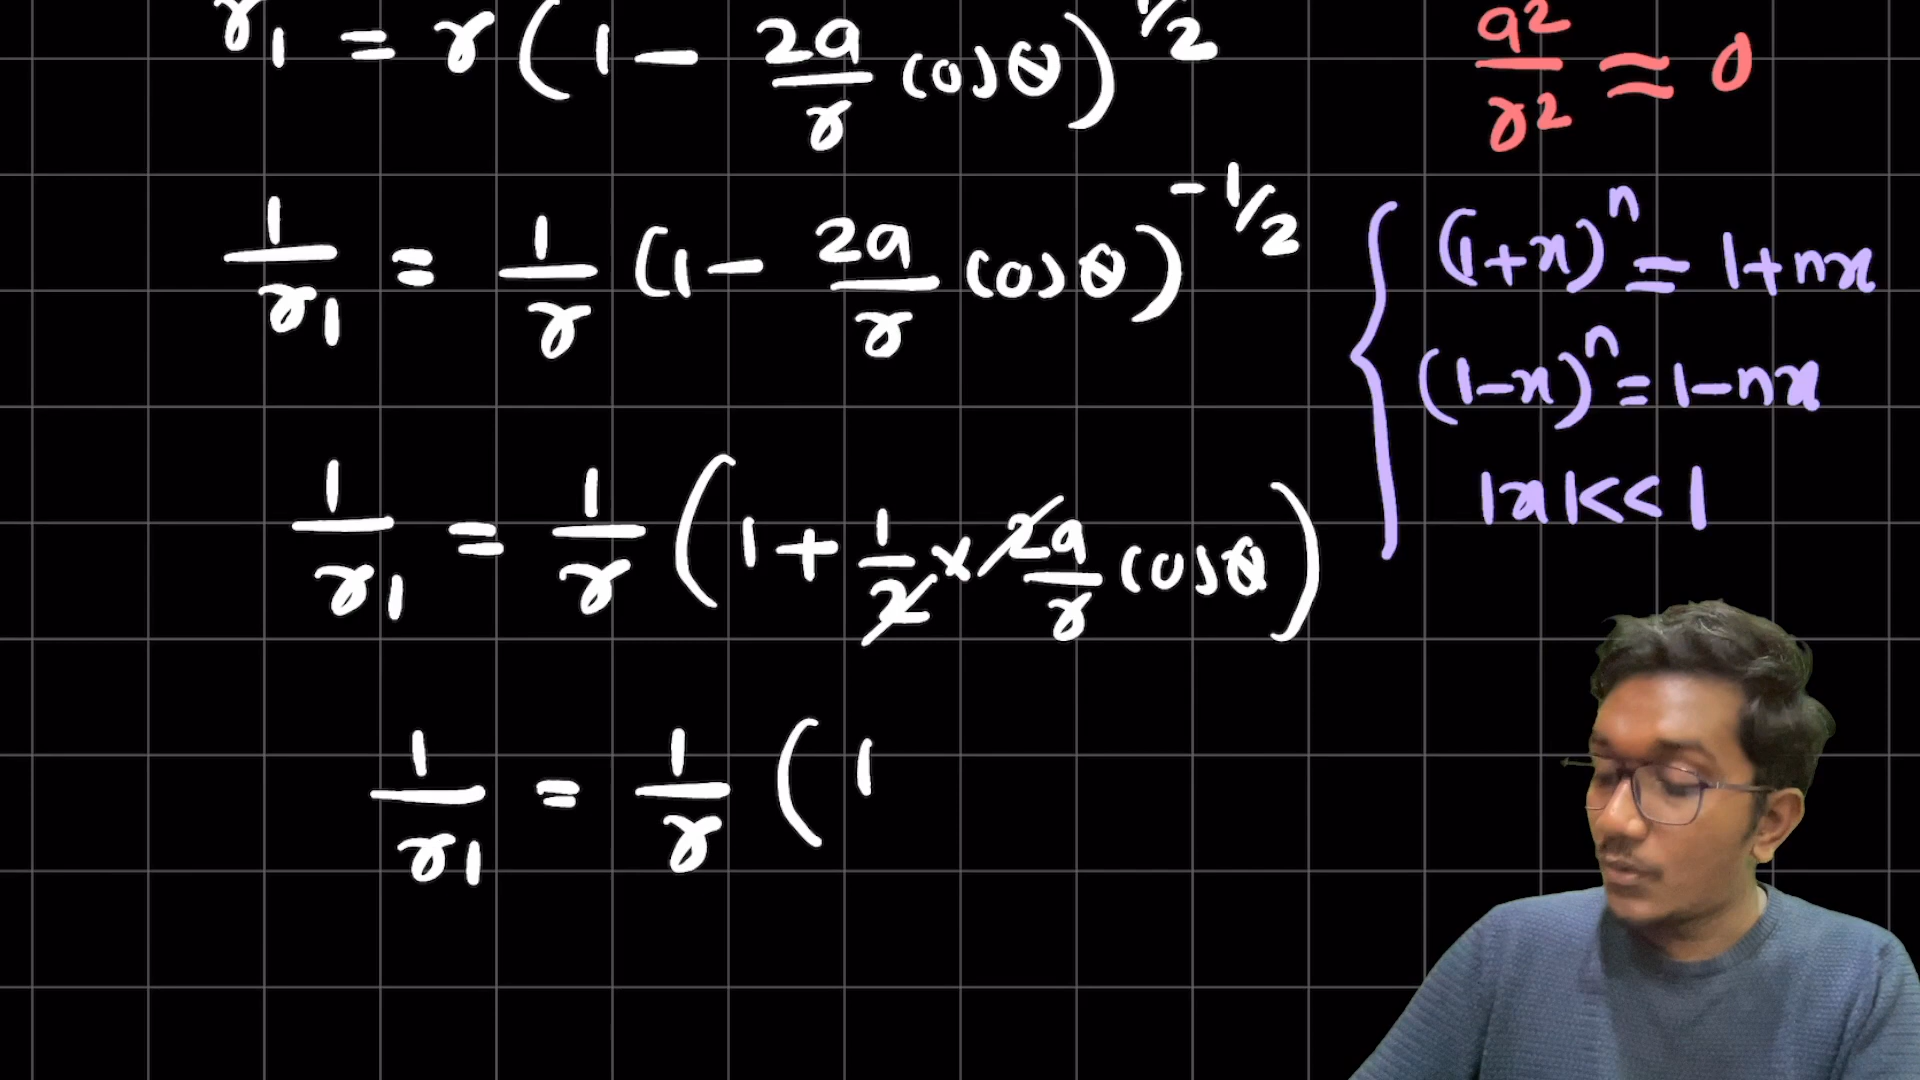 r₁ = r(1 - 2a/r cosθ)^1/2
a²/r² ≈ 0
1/r₁ = 1/r (1 - 2a/r cosθ)^-1/2
(1+x)ⁿ = 1+nx
(1-x)ⁿ = 1-nx
|x| << 1
1/r₁ = 1/r (1 + 1/2 × 2a/r cosθ)
1/r₁ = 1/r (1